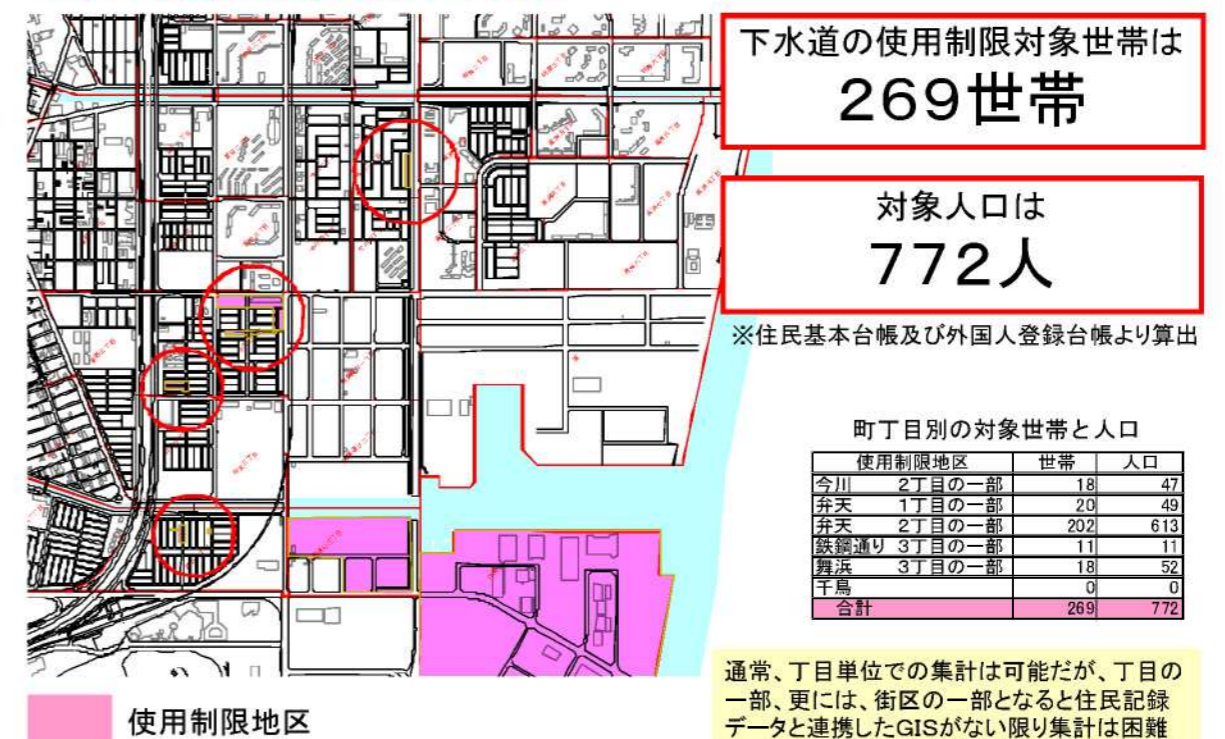 下水道の使用制限対象世帯は
269世帯
対象人口は
772人
※住民基本台帳及び外国人登録台帳より算出
町丁目別の対象世帯と人口
使用制限地区 世帯 人口
今川 2丁目の一部 18 47
弁天 1丁目の一部 20 49
弁天 2丁目の一部 202 613
鉄鋼通り 3丁目の一部 11 11
舞浜 3丁目の一部 18 52
千鳥 0 0
合計 269 772
通常、丁目単位での集計は可能だが、丁目の
一部、更には、街区の一部となると住民記録
データと連携したGISがない限り集計は困難
使用制限地区